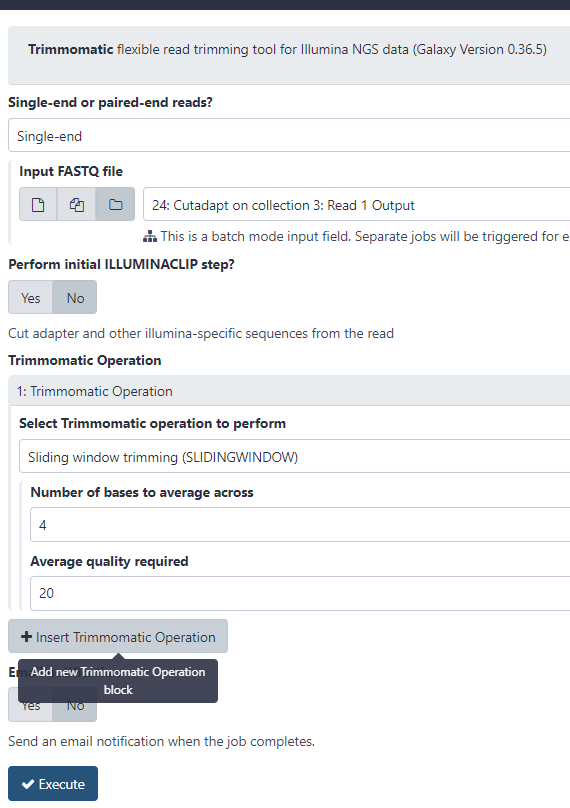 Trimmomatic flexible read trimming tool for Illumina NGS data (Galaxy Version 0.36.5)
Single-end or paired-end reads?
Single-end
Input FASTQ file
24: Cutadapt on collection 3: Read 1 Output
This is a batch mode input field. Separate jobs will be triggered for e
Perform initial ILLUMINACLIP step?
Yes No
Cut adapter and other illumina-specific sequences from the read
Trimmomatic Operation
1: Trimmomatic Operation
Select Trimmomatic operation to perform
Sliding window trimming (SLIDINGWINDOW)
Number of bases to average across
4
Average quality required
20
Insert Trimmomatic Operation
Add new Trimmomatic Operation
block
Yes No
Send an email notification when the job completes.
Execute